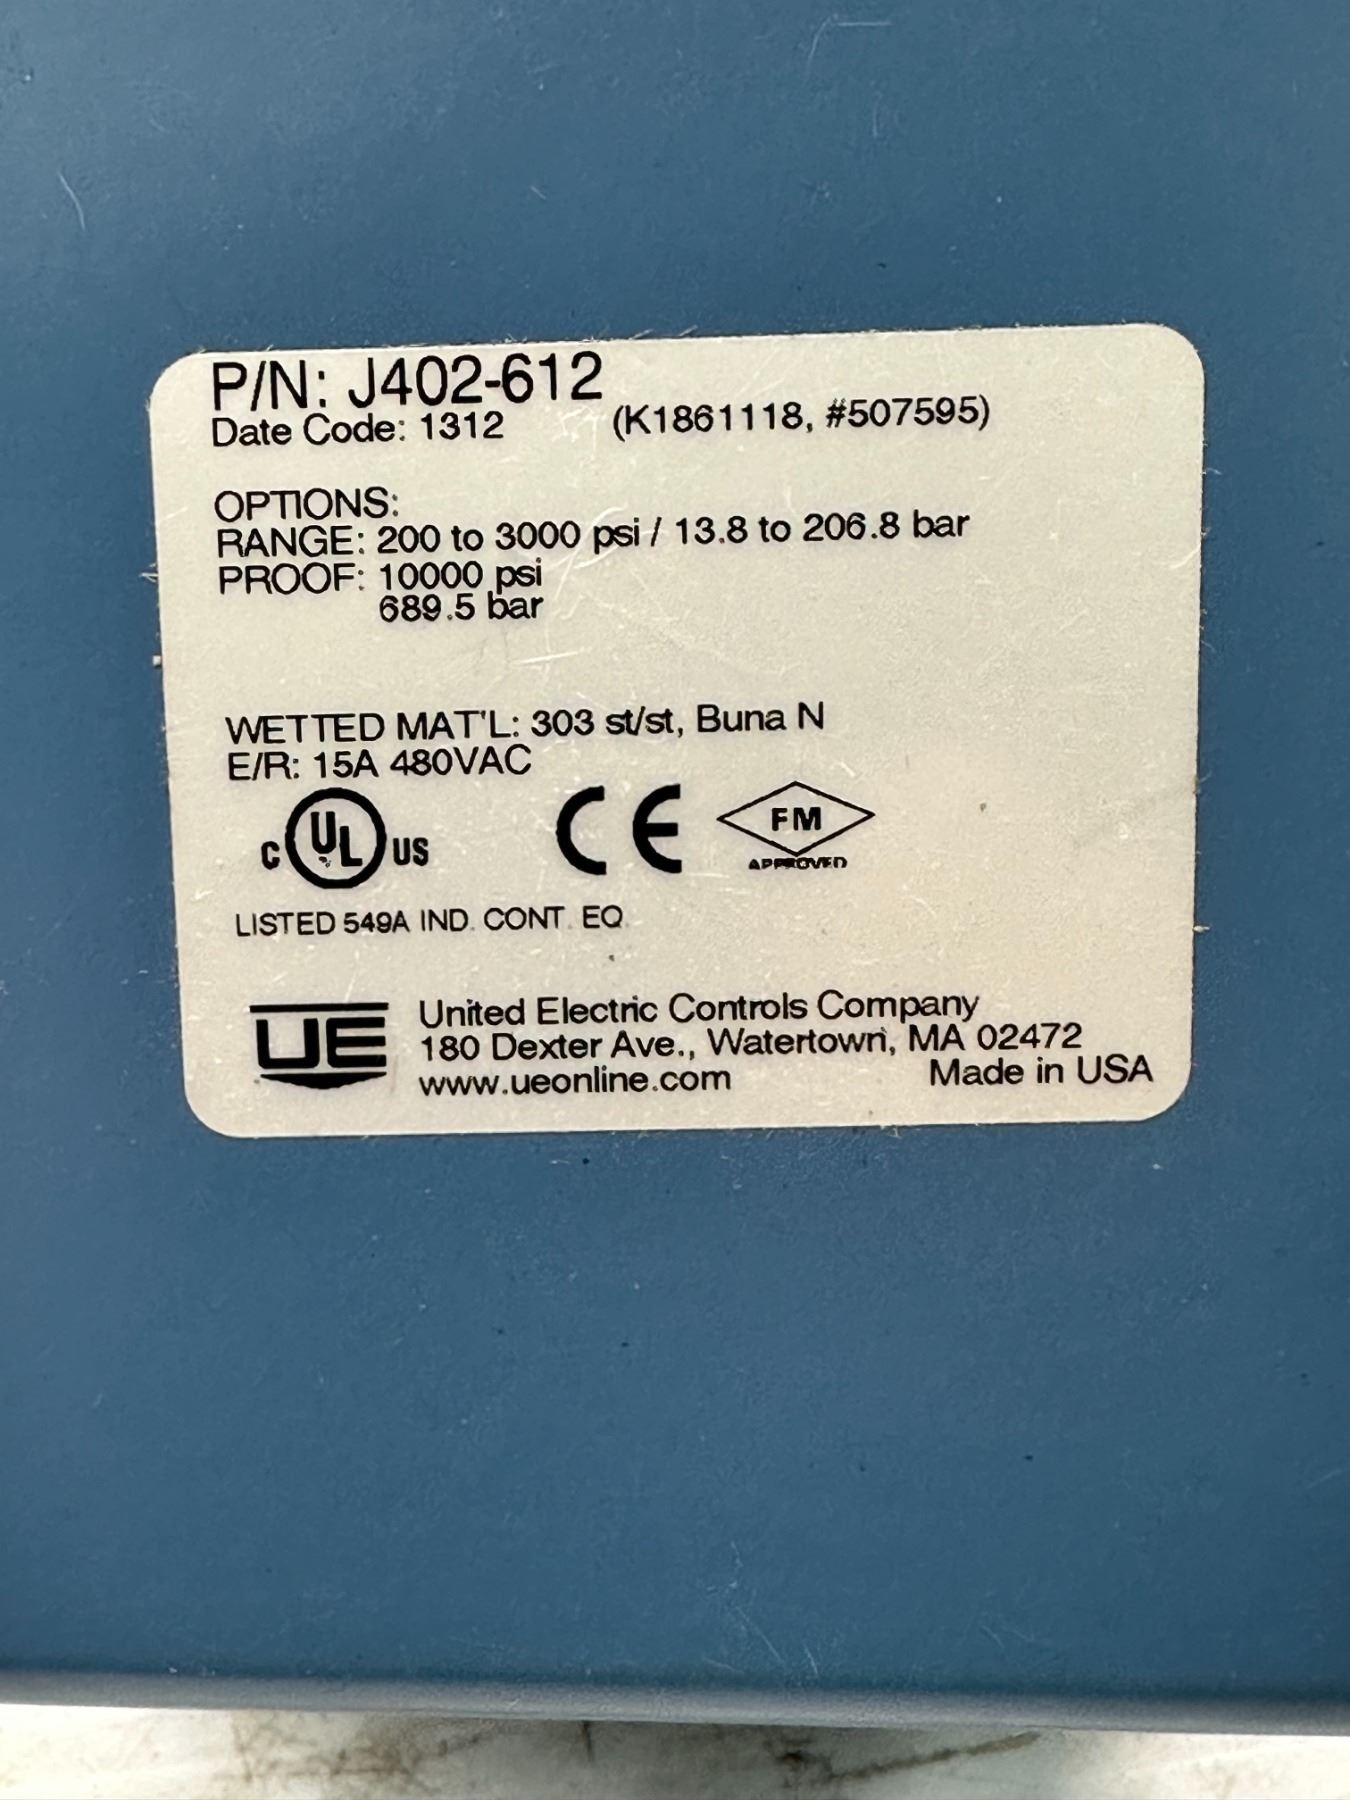 P/N: J402-612
Date Code: 1312 (K1861118, #507595)
OPTIONS:
RANGE: 200 to 3000 psi / 13.8 to 206.8 bar
PROOF: 10000 psi
689.5 bar
WETTED MAT'L: 303 st/st, Buna N
E/R: 15A 480VAC
C UL US CE FM
APPROVED
LISTED 549A IND. CONT. EQ
UE United Electric Controls Company
180 Dexter Ave., Watertown, MA 02472
www.ueonline.com Made in USA